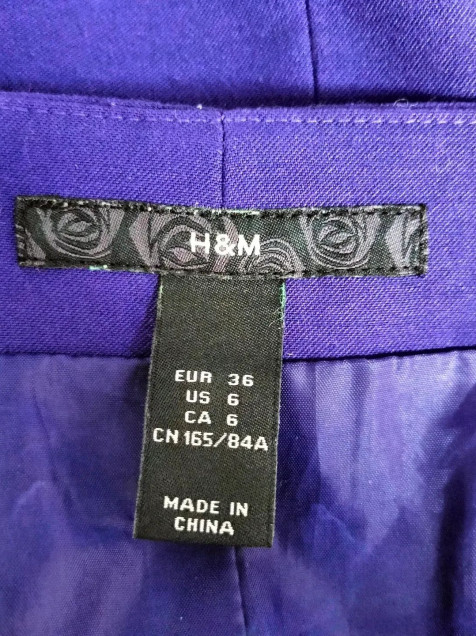 H&M
EUR 36
US 6
CA 6
CN 165/84A
MADE IN
CHINA